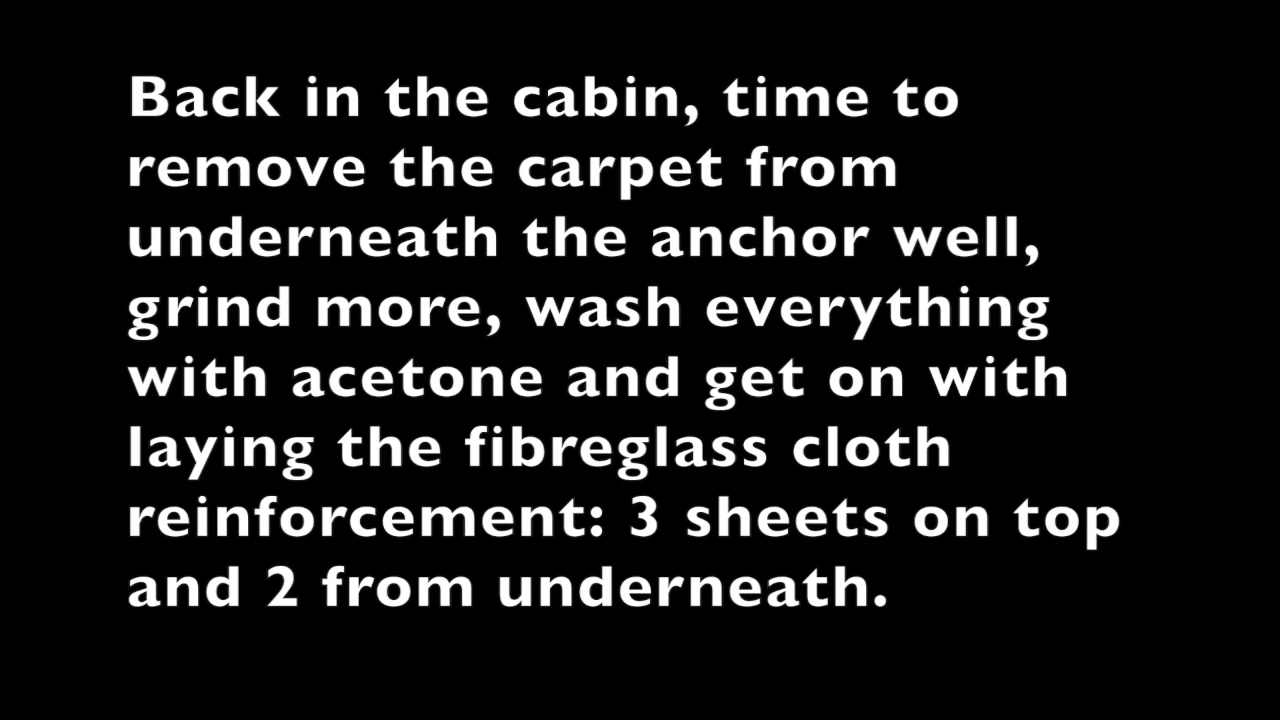 Back in the cabin, time to
remove the carpet from
underneath the anchor well,
grind more, wash everything
with acetone and get on with
laying the fibreglass cloth
reinforcement: 3 sheets on top
and 2 from underneath.